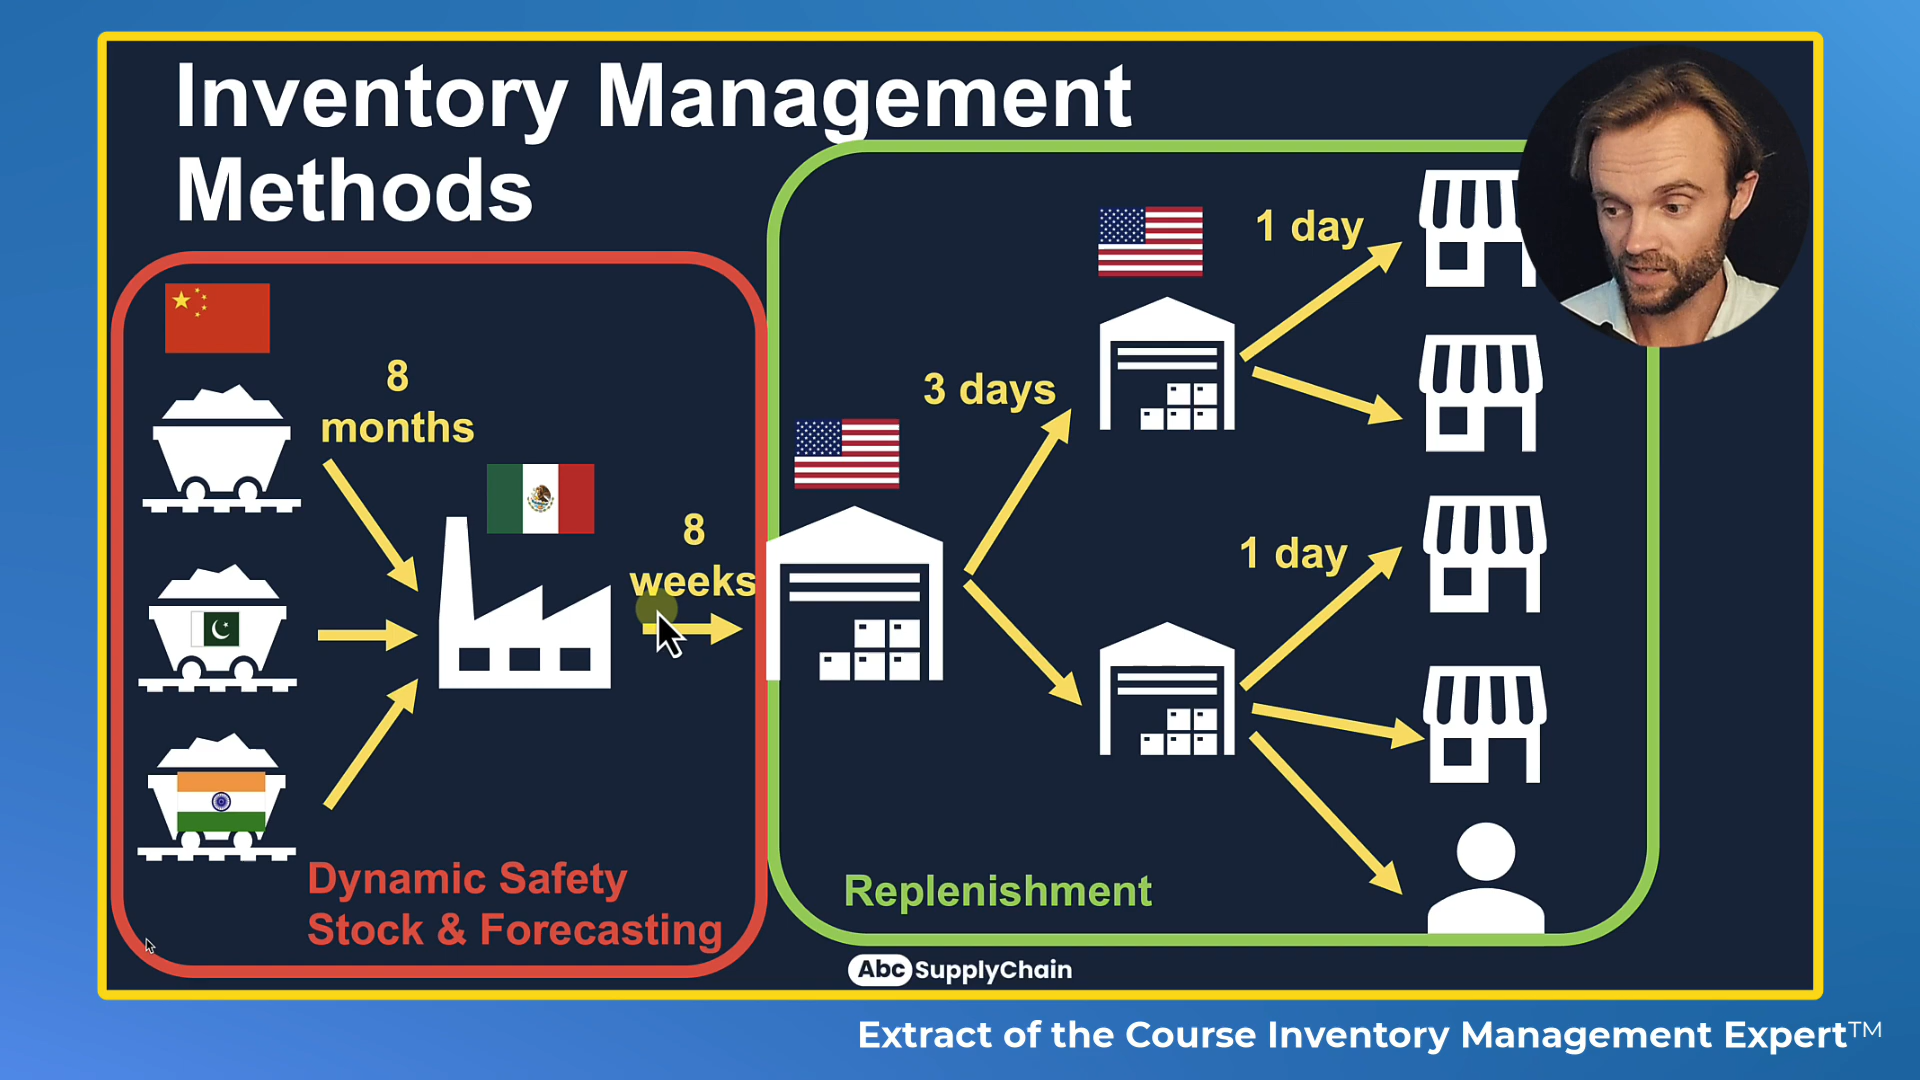 Inventory Management
Methods
8
months
8
weeks
3 days
1 day
1 day
Dynamic Safety
Stock & Forecasting
Replenishment
Abc SupplyChain
Extract of the Course Inventory Management Expert™